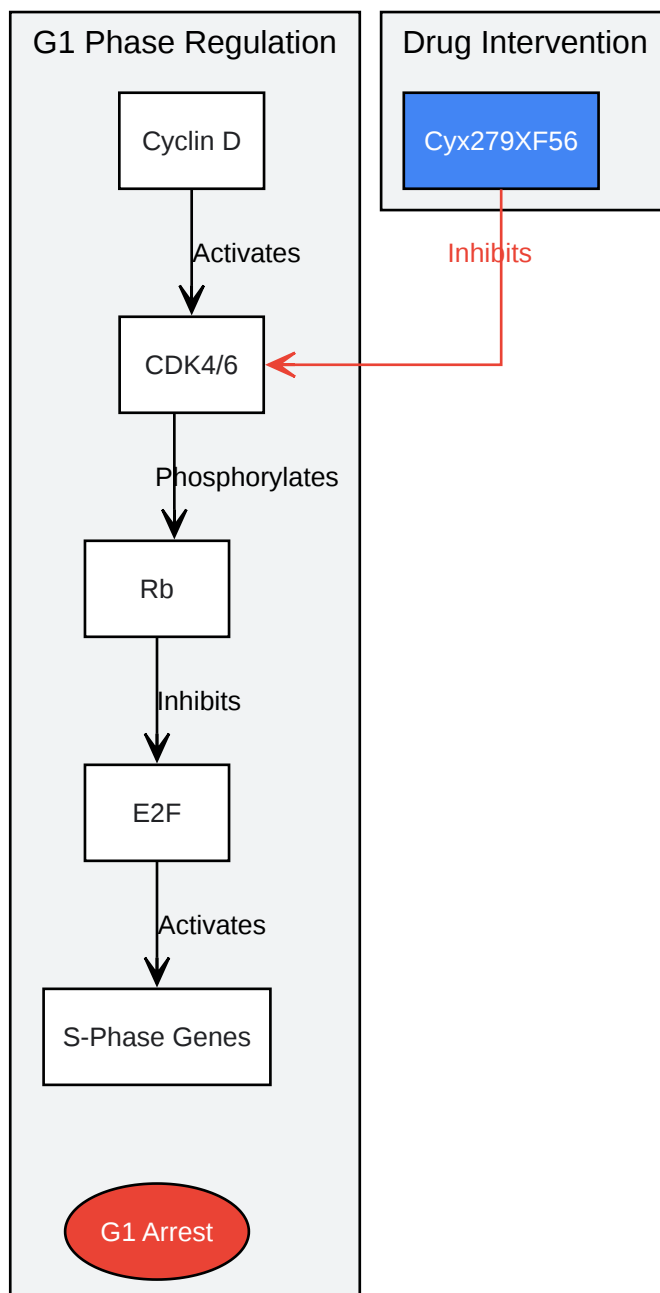 G1 Phase Regulation
Drug Intervention
Cyclin D
Cyx279XF56
Activates
Inhibits
CDK4/6
Phosphorylates
Rb
Inhibits
E2F
Activates
S-Phase Genes
G1 Arrest